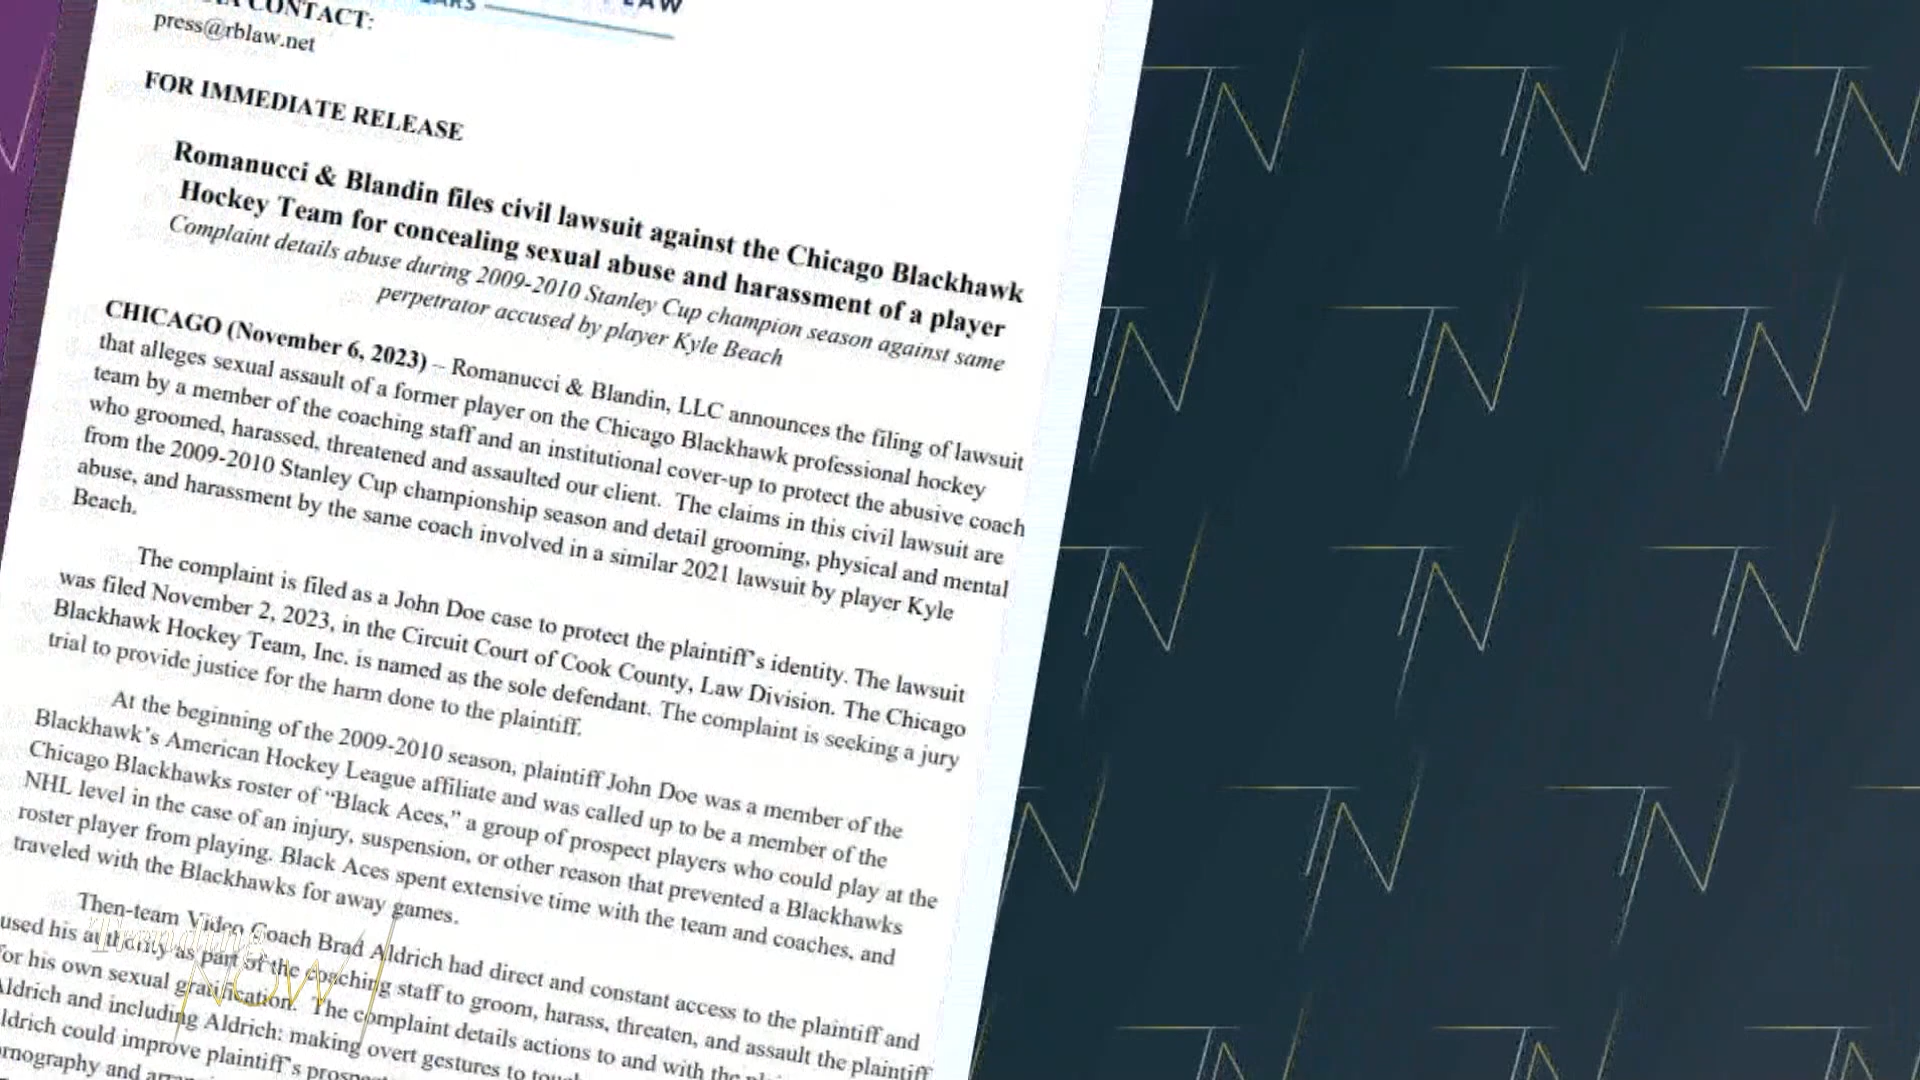 CONTACT:
press@rblaw.net
FOR IMMEDIATE RELEASE
Romanucci & Blandin files civil lawsuit against the Chicago Blackhawk
Hockey Team for concealing sexual abuse and harassment of a player
Complaint details abuse during 2009-2010 Stanley Cup champion season against same
perpetrator accused by player Kyle Beach
CHICAGO (November 6, 2023) – Romanucci & Blandin, LLC announces the filing of lawsuit
that alleges sexual assault of a former player on the Chicago Blackhawk professional hockey
team by a member of the coaching staff and an institutional cover-up to protect the abusive coach
who groomed, harassed, threatened and assaulted our client. The claims in this civil lawsuit are
from the 2009-2010 Stanley Cup championship season and detail grooming, physical and mental
abuse, and harassment by the same coach involved in a similar 2021 lawsuit by player Kyle
Beach.
The complaint is filed as a John Doe case to protect the plaintiff's identity. The lawsuit
was filed November 2, 2023, in the Circuit Court of Cook County, Law Division. The Chicago
Blackhawk Hockey Team, Inc. is named as the sole defendant. The complaint is seeking a jury
trial to provide justice for the harm done to the plaintiff.
At the beginning of the 2009-2010 season, plaintiff John Doe was a member of the
Blackhawk's American Hockey League affiliate and was called up to be a member of the
Chicago Blackhawks roster of “Black Aces,” a group of prospect players who could play at the
NHL level in the case of an injury, suspension, or other reason that prevented a Blackhawks
roster player from playing. Black Aces spent extensive time with the team and coaches, and
traveled with the Blackhawks for away games.
Then-team Video Coach Brad Aldrich had direct and constant access to the plaintiff and
used his authority as part of the coaching staff to groom, harass, threaten, and assault the plaintiff
for his own sexual gratification. The complaint details actions to and with the
Aldrich and including Aldrich: making overt gestures to
Aldrich could improve plaintiff's
and
Trending
NOW